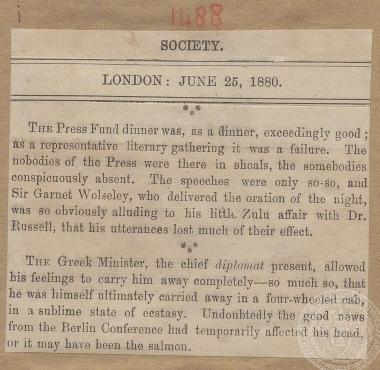 i
1488
SOCIETY.
LONDON: JUNE 25, 1880.
***
THE Press Fund dinner was, as a dinner, exceedingly good;
as a representative literary gathering it was a failure. The
nobodies of the Press were there in shoals, the somebodies
conspicuously absent. The speeches were only so-so, and
Sir Garnet Wolseley, who delivered the oration of the night,
was so obviously alluding to his little Zulu affair with Dr.
Russell, that his utterances lost much of their effect.
***
THE Greek Minister, the chief diplomat present, allowed
his feelings to carry him away completely—so much so, that
he was himself ultimately carried away in a four-wheeled cab,
in a sublime state of ecstasy. Undoubtedly the good news
from the Berlin Conference had temporarily affected his head.
or it may have been the salmon.